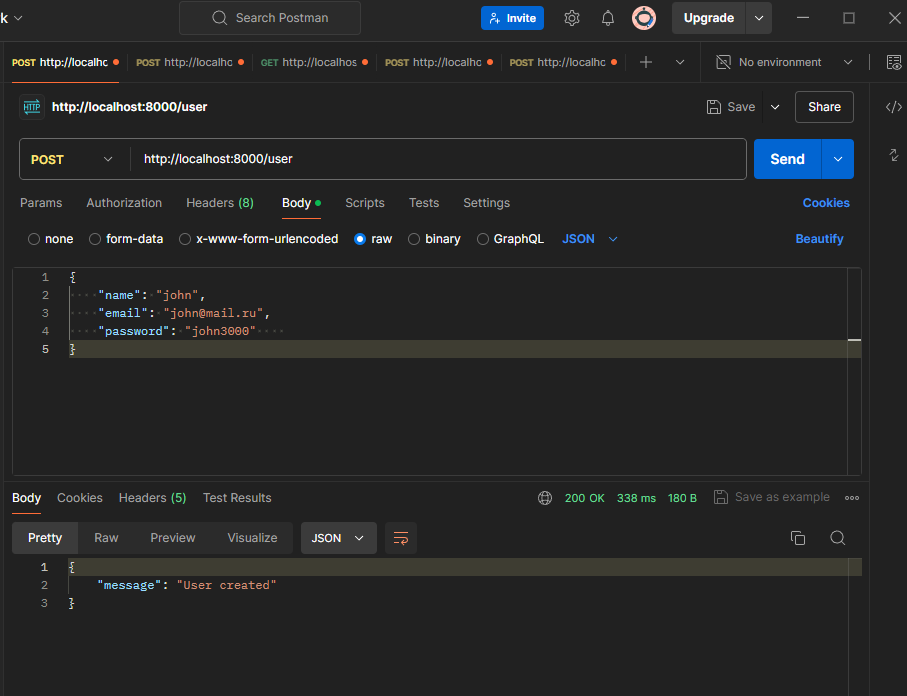 k
Search Postman
Invite
Upgrade
POST http://localhc POST http://localhc GET http://localhos POST http://localhc POST http://localhc No environment
HTTP http://localhost:8000/user Save Share
POST http://localhost:8000/user Send
Params Authorization Headers (8) Body Scripts Tests Settings Cookies
none form-data x-www-form-urlencoded raw binary GraphQL JSON Beautify
1 {
2 "name": "john",
3 "email": "john@mail.ru",
4 "password": "john3000"
5 }
Body Cookies Headers (5) Test Results 200 OK 338 ms 180 B Save as example
Pretty Raw Preview Visualize JSON
1 {
2 "message": "User created"
3 }